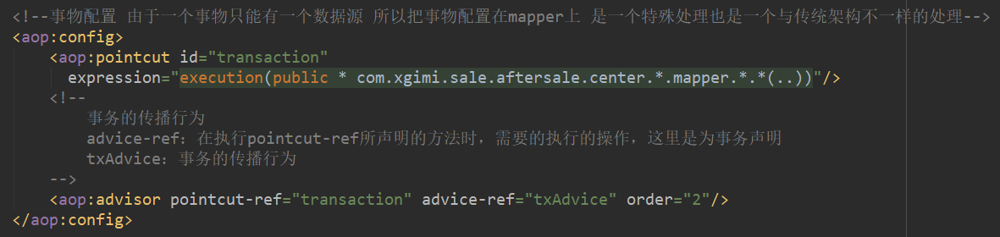 <!--事物配置 由于一个事物只能有一个数据源 所以把事物配置在mapper上 是一个特殊处理也是一个与传统架构不一样的处理-->
<aop:config>
    <aop:pointcut id="transaction"
      expression="execution(public * com.xgimi.sale.aftersale.center.*.mapper.*.*(..))"/>
    <!--
        事务的传播行为
        advice-ref：在执行pointcut-ref所声明的方法时，需要的执行的操作，这里是为事务声明
        txAdvice：事务的传播行为
    -->
    <aop:advisor pointcut-ref="transaction" advice-ref="txAdvice" order="2"/>
</aop:config>